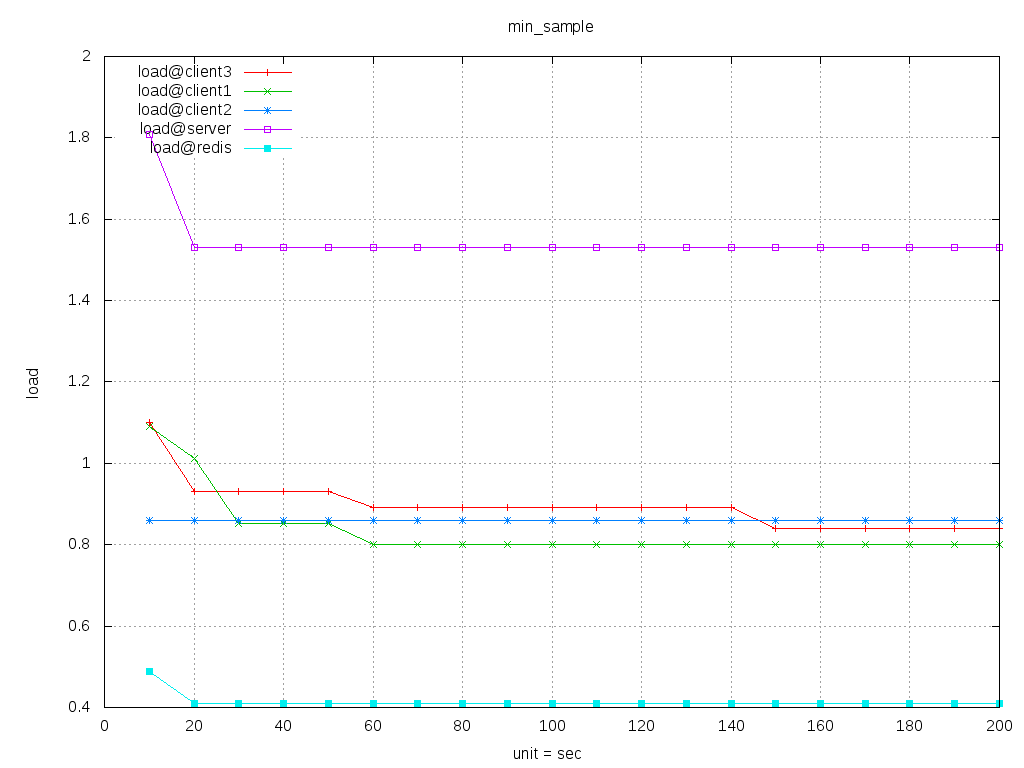 min_sample
load@client3
load@client1
load@client2
load@server
load@redis
2
1.8
1.6
1.4
1.2
1
0.8
0.6
0.4
load
0 20 40 60 80 100 120 140 160 180 200
unit = sec